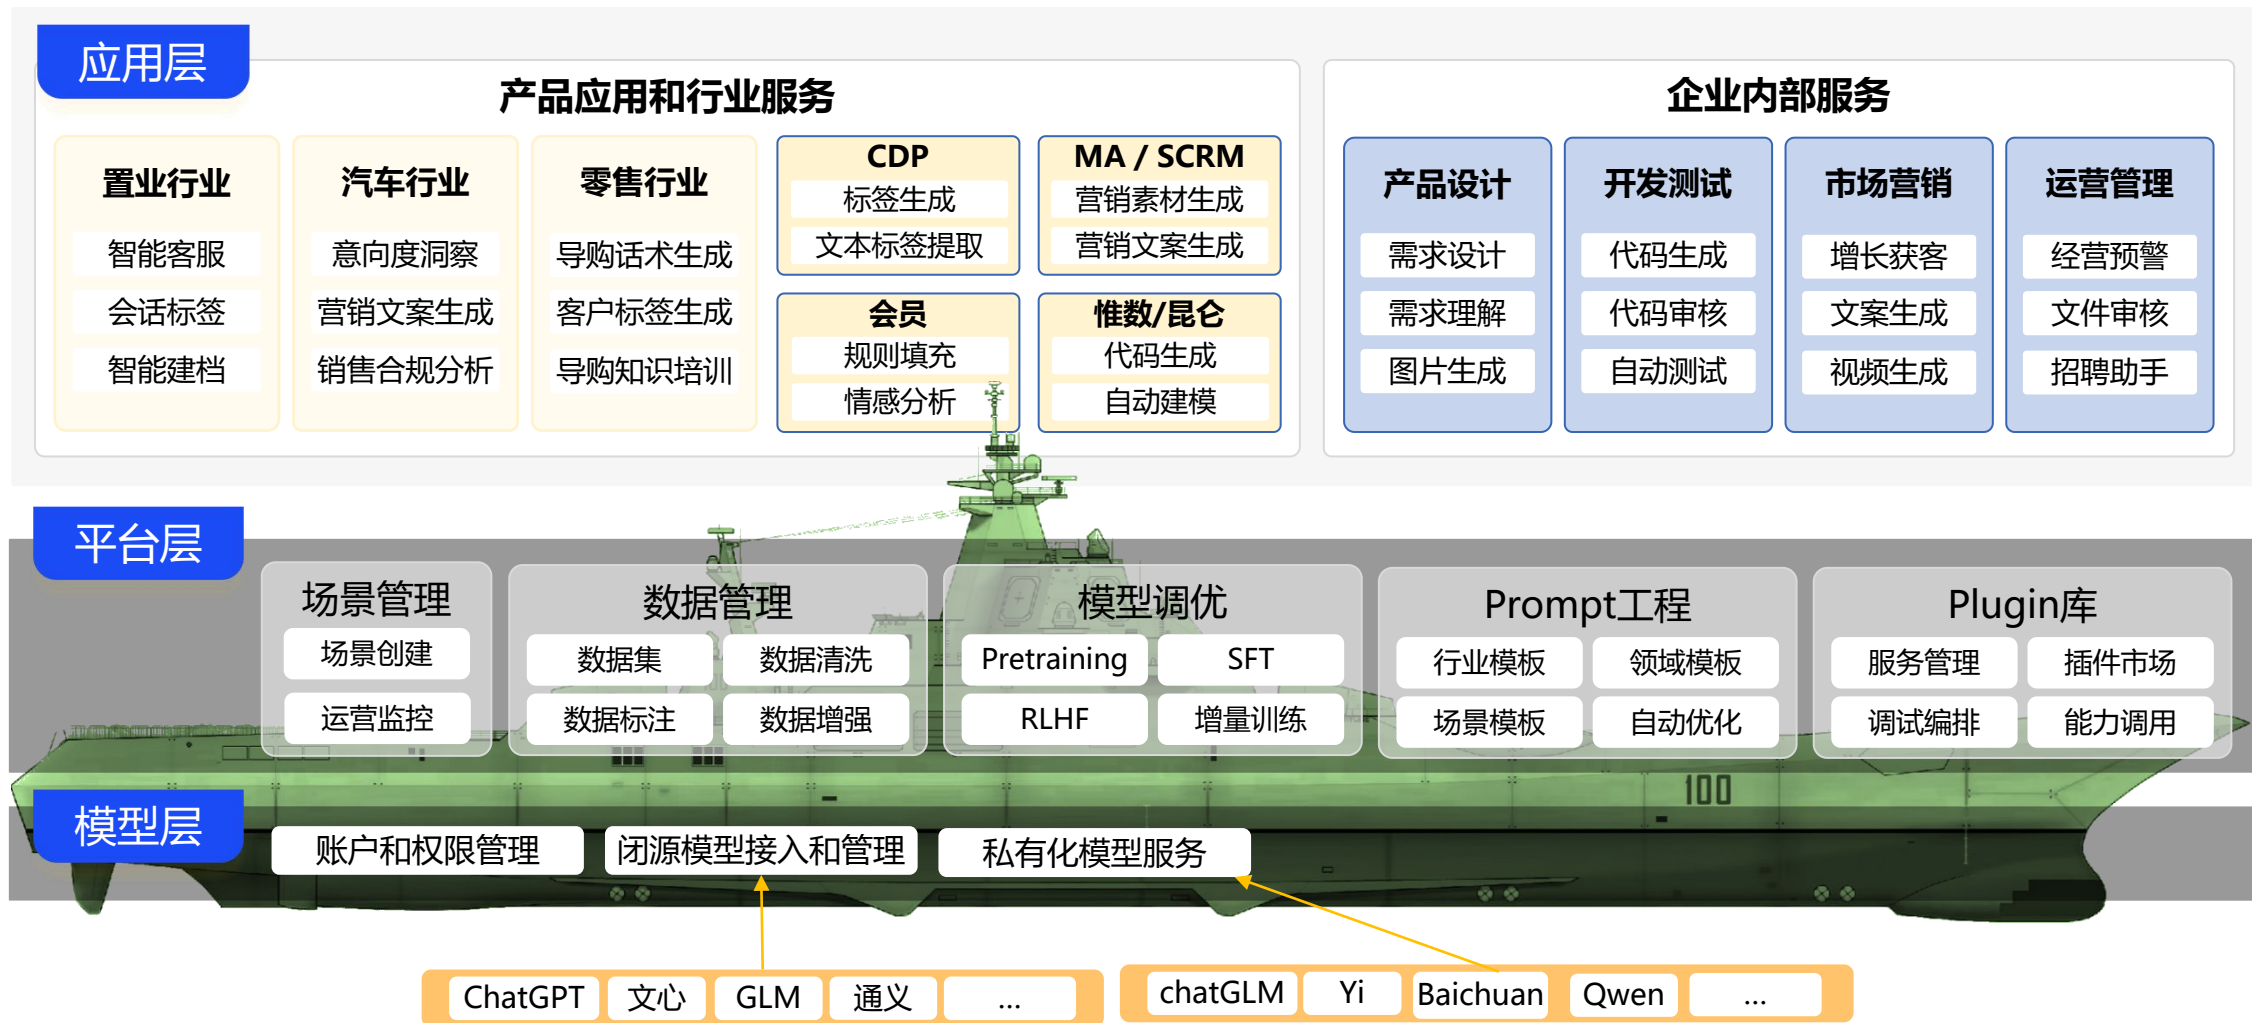 应用层
产品应用和行业服务
置业行业
智能客服
会话标签
智能建档
汽车行业
意向度洞察
营销文案生成
销售合规分析
零售行业
导购话术生成
客户标签生成
导购知识培训
CDP
标签生成
文本标签提取
MA / SCRM
营销素材生成
营销文案生成
会员
规则填充
情感分析
惟数/昆仑
代码生成
自动建模
企业内部服务
产品设计
需求设计
需求理解
图片生成
开发测试
代码生成
代码审核
自动测试
市场营销
增长获客
文案生成
视频生成
运营管理
经营预警
文件审核
招聘助手
平台层
场景管理
场景创建
运营监控
数据管理
数据集
数据清洗
数据标注
数据增强
模型调优
Pretraining
SFT
RLHF
增量训练
Prompt工程
行业模板
领域模板
场景模板
自动优化
Plugin库
服务管理
插件市场
调试编排
能力调用
100
模型层
账户和权限管理
闭源模型接入和管理
私有化模型服务
ChatGPT
文心
GLM
通义
...
chatGLM
Yi
Baichuan
Qwen
...